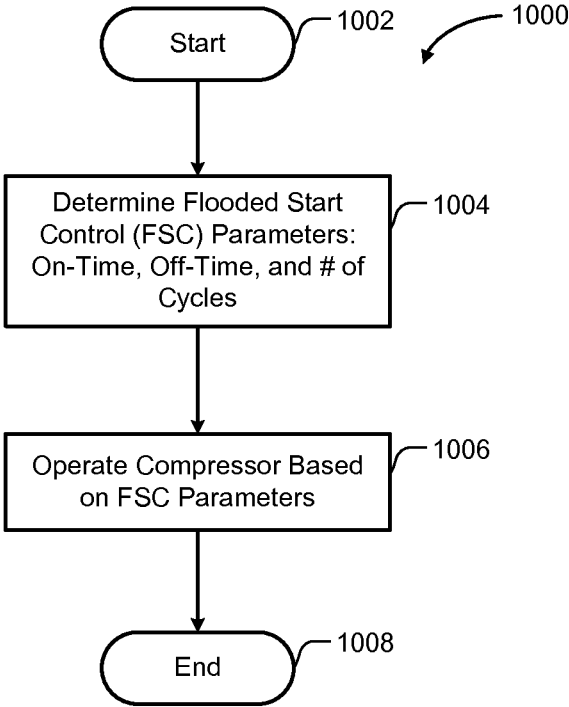 Start
1002
1000
Determine Flooded Start
Control (FSC) Parameters:
On-Time, Off-Time, and # of
Cycles
1004
Operate Compressor Based
on FSC Parameters
1006
End
1008